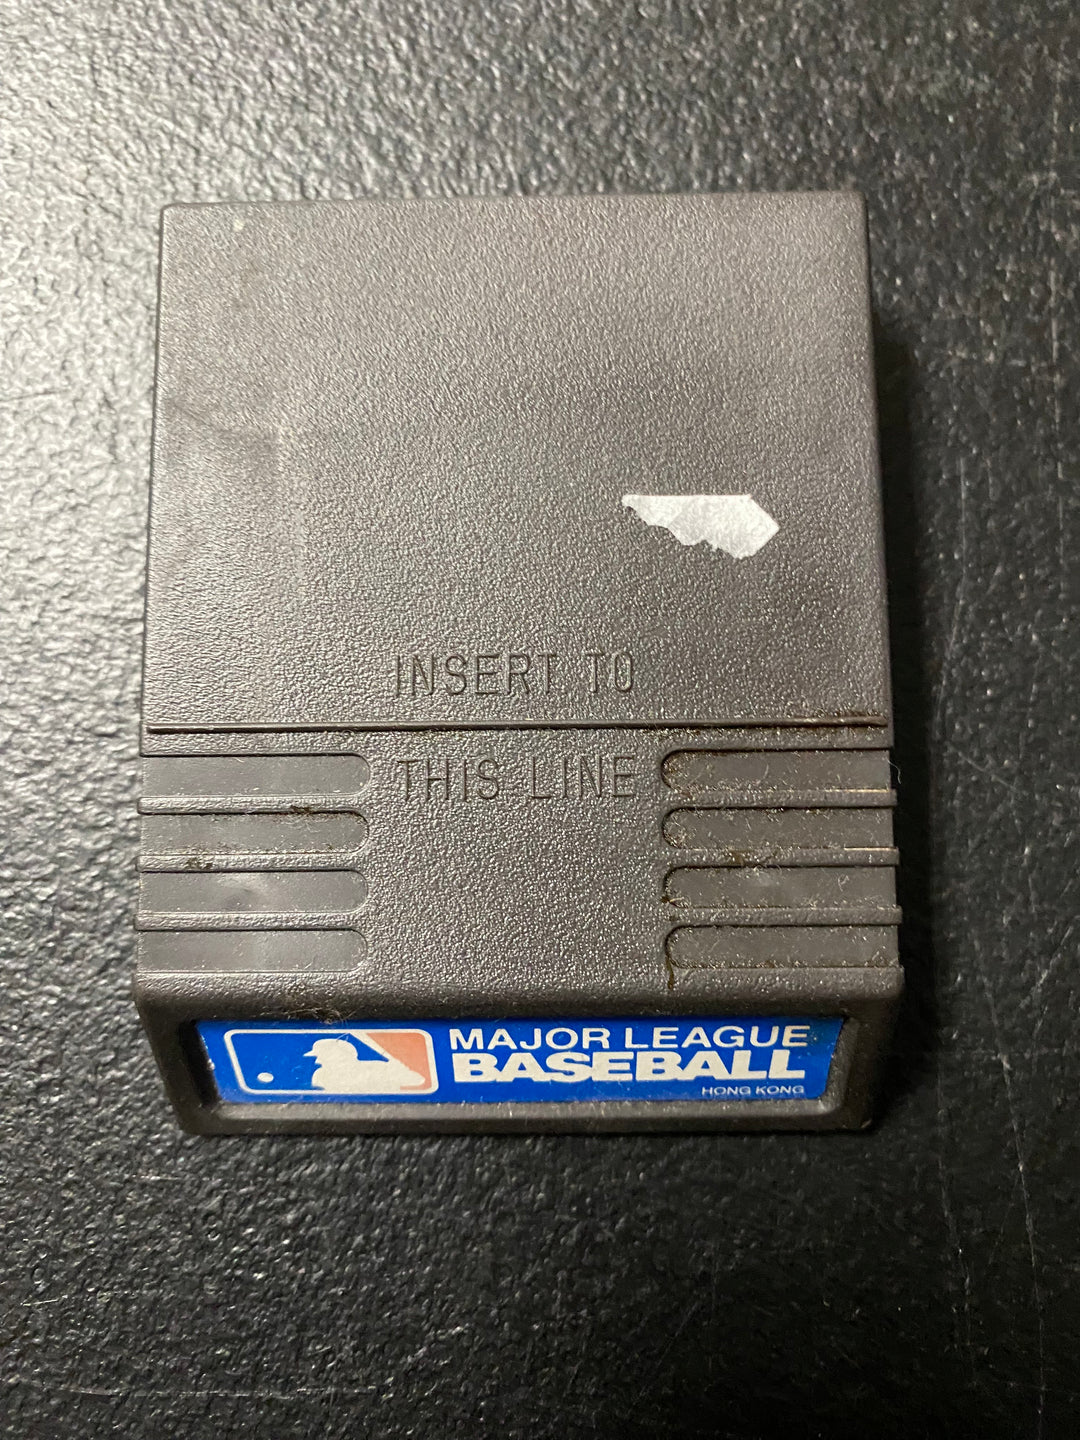 INSERT TO
THIS LINE
MAJOR LEAGUE
BASEBALL
HONG KONG